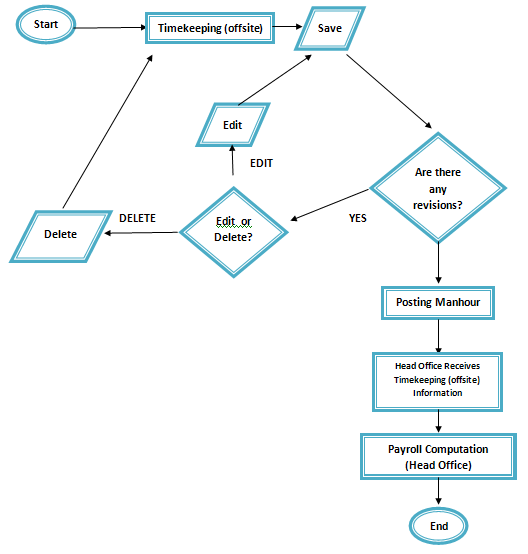 Start
Timekeeping (offsite)
Save
Edit
EDIT
Are there
any
revisions?
YES
Edit or
Delete?
DELETE
Delete
Posting Manhour
Head Office Receives
Timekeeping (offsite)
Information
Payroll Computation
(Head Office)
End